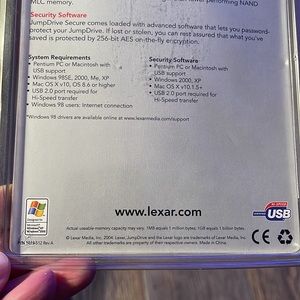 MLC memory.
performing NAND
Security Software
JumpDrive Secure comes loaded with advanced software that lets you password-
protect your JumpDrive. If lost or stolen, you can rest assured that what you've
saved is protected by 256-bit AES on-the-fly encryption.
System Requirements
• Pentium PC or Macintosh with
USB support
• Windows 98SE, 2000, Me, XP
• Mac OS X v10, OS 8.6 or higher
• USB 2.0 port required for
Hi-Speed transfer
• Windows 98 users: Internet connection
Security Software
• Pentium PC or Macintosh with
USB support
• Windows 2000, XP
• Mac OS X v10.1.5+
• USB 2.0 port required for
Hi-Speed transfer
*Windows 98 drivers are available online at www.lexarmedia.com/support
www.lexar.com
Actual useable memory capacity may vary. 1MB equals 1 million bytes. 1GB equals 1 billion bytes.
© Lexar Media, Inc. 2004. Lexar, JumpDrive and the Lexar logo are trademarks of Lexar Media, Inc.
All other trademarks are property of their respective owners. Made in China.
HI-SPEED
CERTIFIED
USB
CE